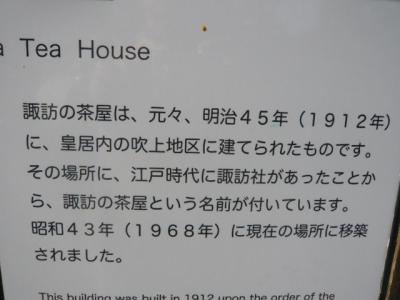 a Tea House
諏訪の茶屋は、元々、明治４５年（１９１２年）
に、皇居内の吹上地区に建てられたものです。
その場所に、江戸時代に諏訪社があったことか
ら、諏訪の茶屋という名前が付いています。
昭和４３年（１９６８年）に現在の場所に移築
されました。
This building was built in 1912 upon the order of the